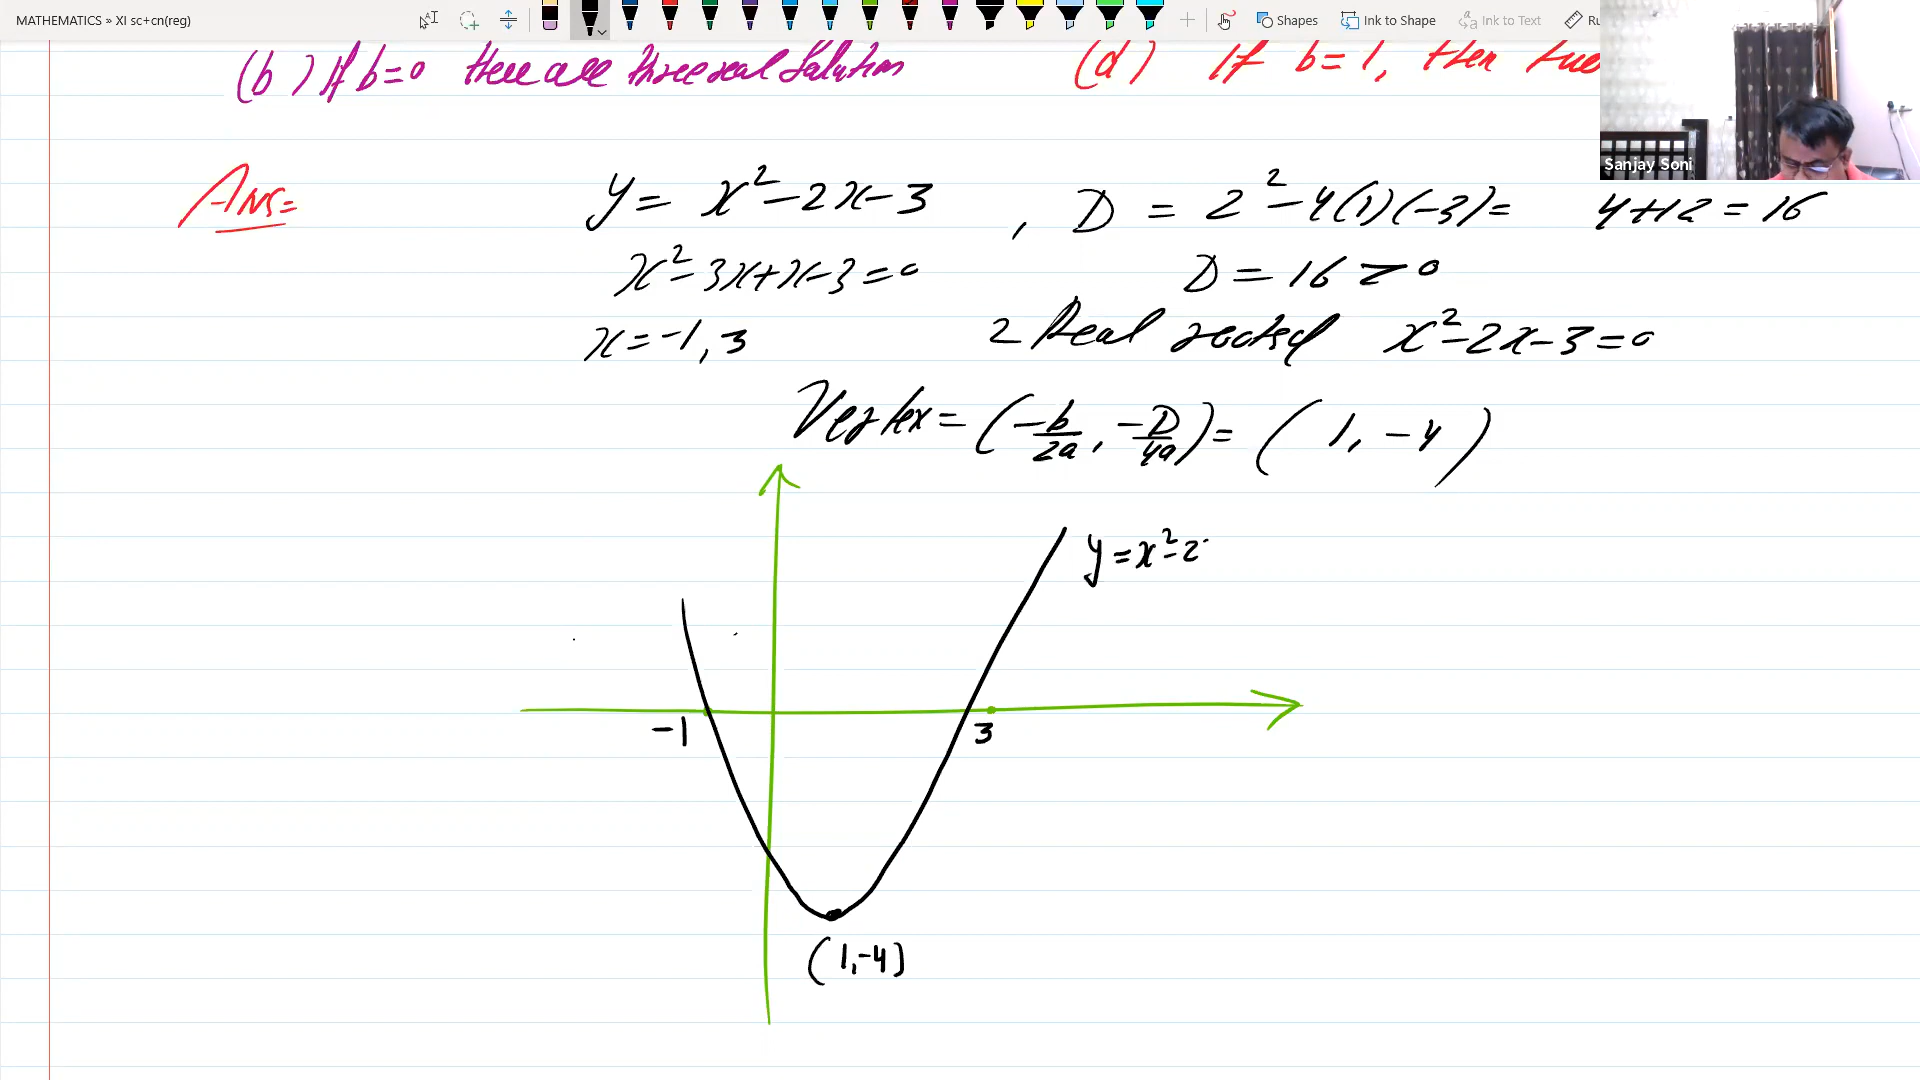 MATHEMATICS » XI sc+cn(reg)
Shapes
Ink to Shape
Ink to Text
Ru
(b) If b=0 there are three real solution
(d) If b=1, then
Sanjay Soni
Ans=
y = x²-2x-3 , D = 2²-4(1)(-3)= 4+12=16
x²-3x+x-3=0 D=16>0
x=-1,3 2 Real roots of x²-2x-3=0
Vertex=(-b/2a, -D/4a)= (1,-4)
y=x²-2
-1
3
(1,-4)